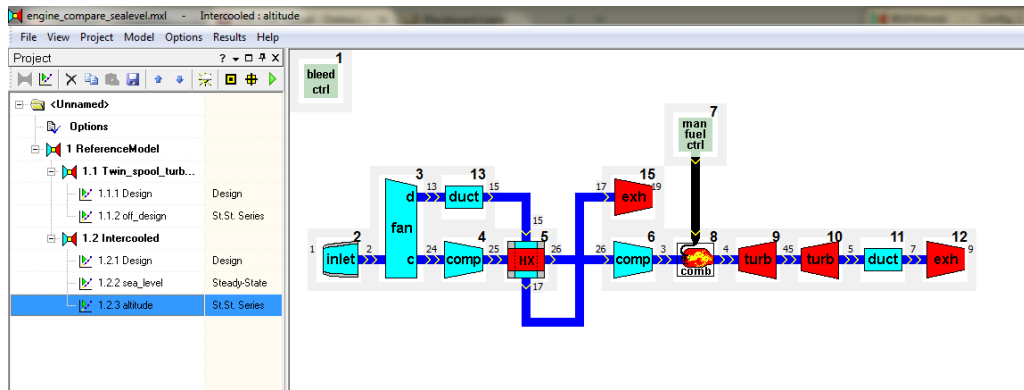 engine_compare_sealevel.mxl - Intercooled : altitude
File View Project Model Options Results Help
Project ?
<Unnamed>
Options
1 ReferenceModel
1.1 Twin_spool_turb...
1.1.1 Design Design
1.1.2 off_design St.St. Series
1.2 Intercooled
1.2.1 Design Design
1.2.2 sea_level Steady-State
1.2.3 altitude St.St. Series
1
bleed
ctrl
7
man
fuel
ctrl
3 13 15
d 13 duct 15 17 exh 19
fan
15
2 4 5 6 8 9 10 11 12
1 inlet 2 c 24 comp 25 HX 26 26 comp 3 comb 4 turb 45 turb 5 duct 7 exh 9
17